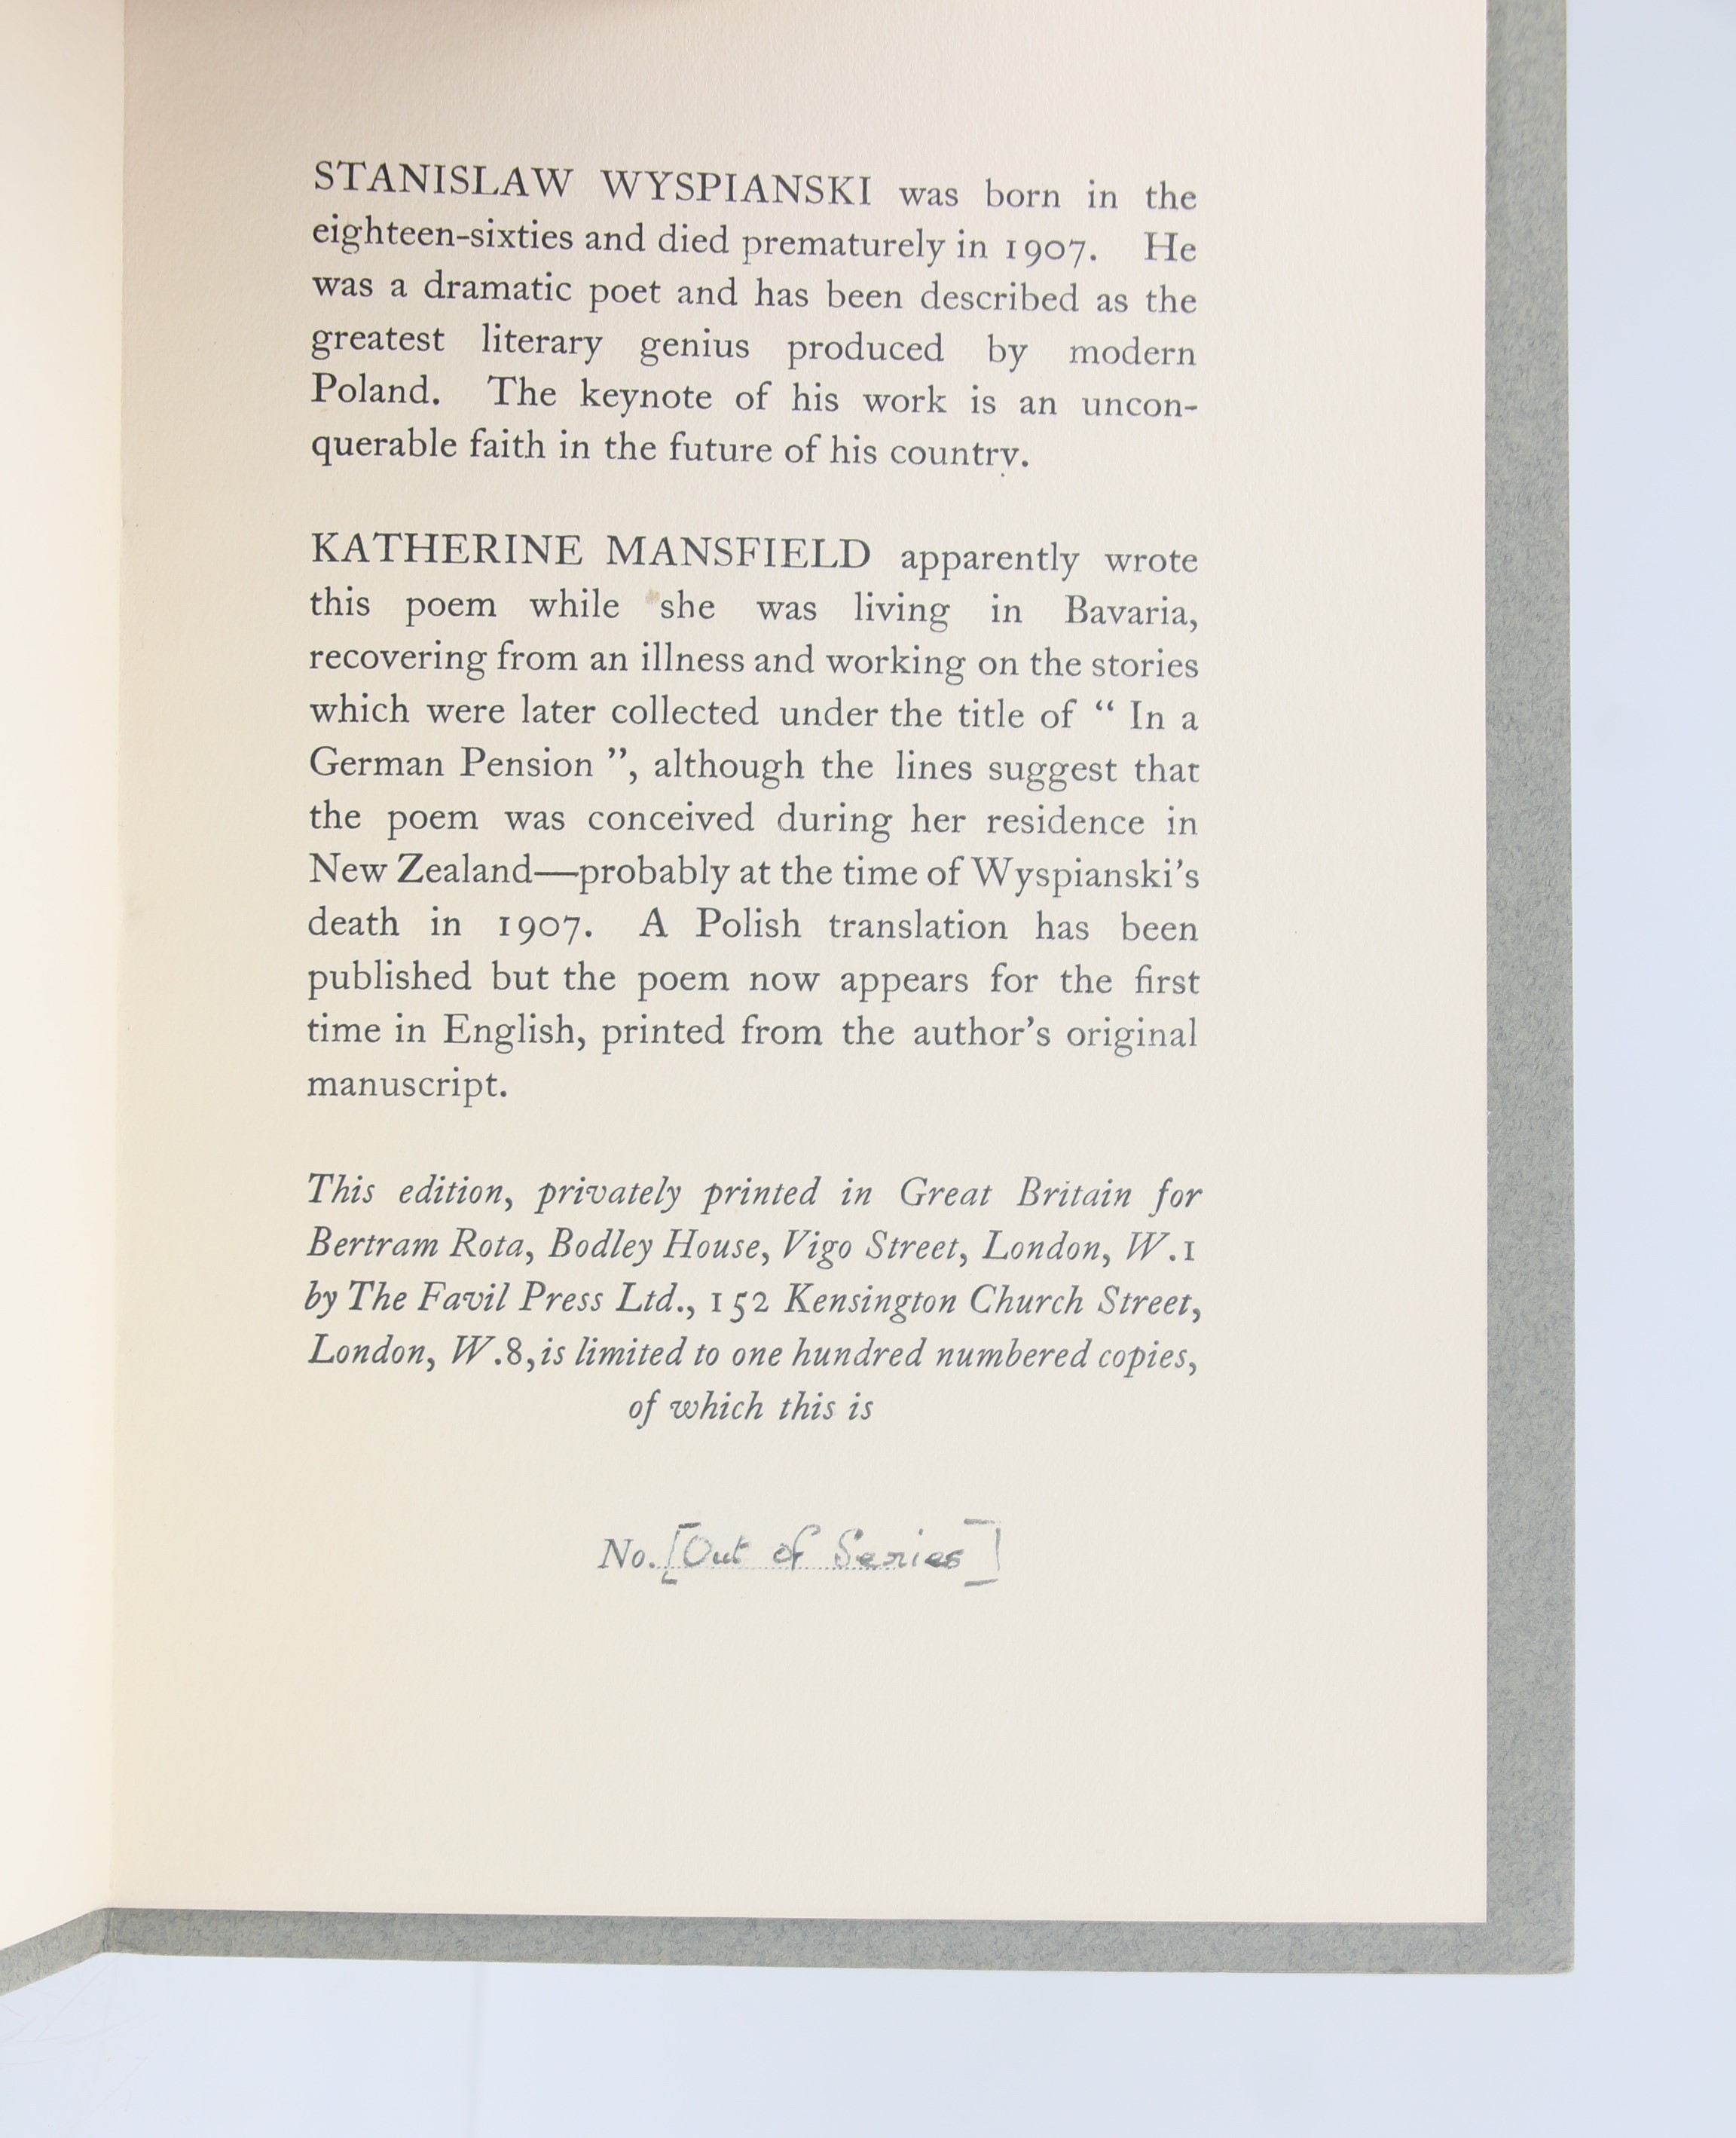 STANISLAW WYSPIANSKI was born in the
eighteen-sixties and died prematurely in 1907. He
was a dramatic poet and has been described as the
greatest literary genius produced by modern
Poland. The keynote of his work is an uncon-
querable faith in the future of his country.
KATHERINE MANSFIELD apparently wrote
this poem while she was living in Bavaria,
recovering from an illness and working on the stories
which were later collected under the title of “ In a
German Pension ”, although the lines suggest that
the poem was conceived during her residence in
New Zealand—probably at the time of Wyspianski’s
death in 1907. A Polish translation has been
published but the poem now appears for the first
time in English, printed from the author’s original
manuscript.
This edition, privately printed in Great Britain for
Bertram Rota, Bodley House, Vigo Street, London, W.1
by The Favil Press Ltd., 152 Kensington Church Street,
London, W.8, is limited to one hundred numbered copies,
of which this is
No. [Out of Series]